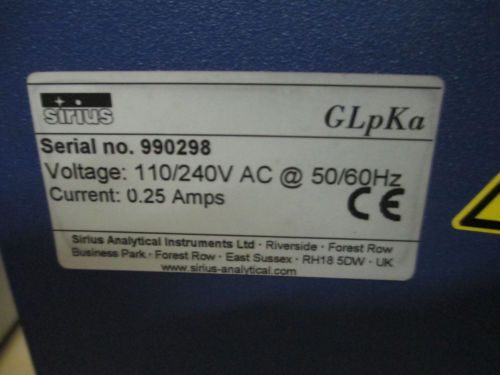 sirius
GLpKa
Serial no. 990298
Voltage: 110/240V AC @ 50/60Hz
Current: 0.25 Amps
CE
Sirius Analytical Instruments Ltd · Riverside · Forest Row
Business Park · Forest Row · East Sussex · RH18 5DW · UK
www.sirius-analytical.com